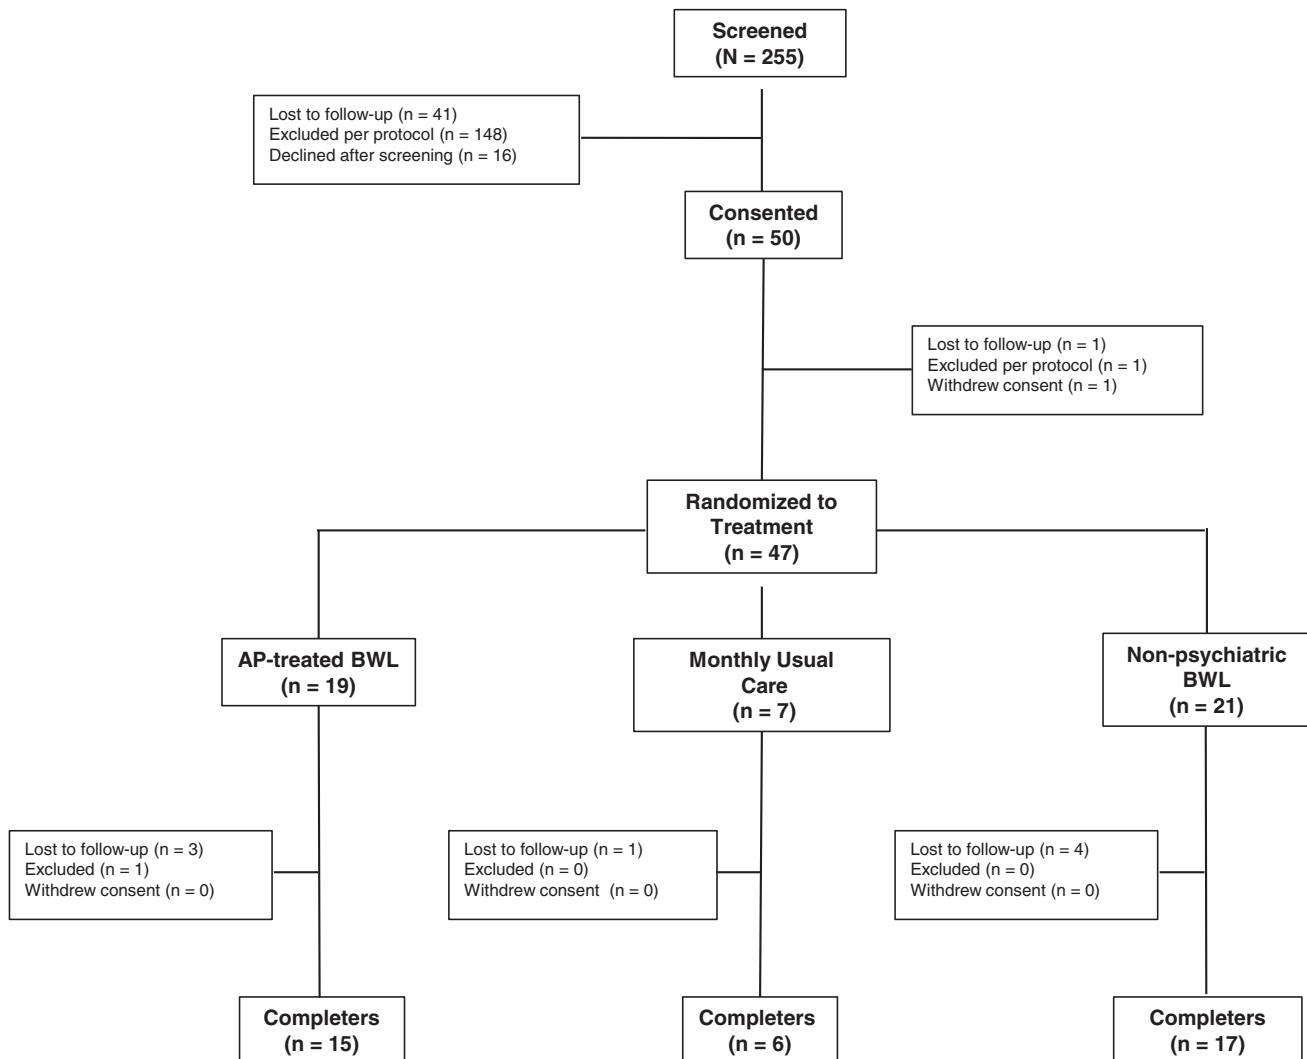 Screened
(N = 255)
Lost to follow-up (n = 41)
Excluded per protocol (n = 148)
Declined after screening (n = 16)
Consented
(n = 50)
Lost to follow-up (n = 1)
Excluded per protocol (n = 1)
Withdrew consent (n = 1)
Randomized to
Treatment
(n = 47)
AP-treated BWL
(n = 19)
Monthly Usual
Care
(n = 7)
Non-psychiatric
BWL
(n = 21)
Lost to follow-up (n = 3)
Excluded (n = 1)
Withdrew consent (n = 0)
Lost to follow-up (n = 1)
Excluded (n = 0)
Withdrew consent  (n = 0)
Lost to follow-up (n = 4)
Excluded (n = 0)
Withdrew consent (n = 0)
Completers
(n = 15)
Completers
(n = 6)
Completers
(n = 17)